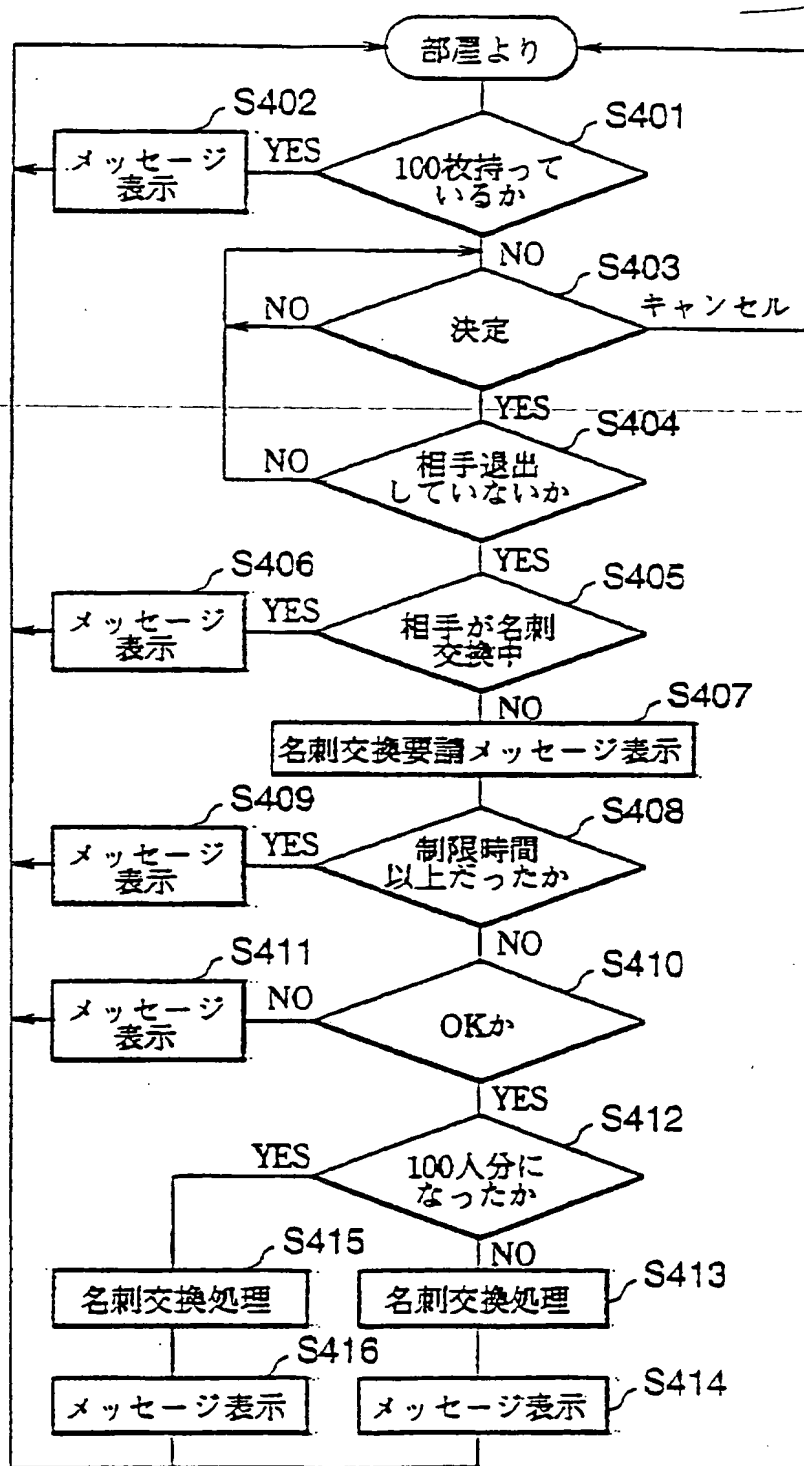 部屋より
S402
S401
メッセージ
表示
YES
100枚持って
いるか
NO
S403
NO
決定
キャンセル
YES
S404
NO
相手退出
していないか
YES
S406
S405
メッセージ
表示
YES
相手が名刺
交換中
NO
S407
名刺交換要請メッセージ表示
S409
S408
メッセージ
表示
YES
制限時間
以上だったか
NO
S411
S410
メッセージ
表示
NO
OKか
YES
S412
YES
100人分に
なったか
S415
NO
S413
名刺交換処理
名刺交換処理
S416
S414
メッセージ表示
メッセージ表示